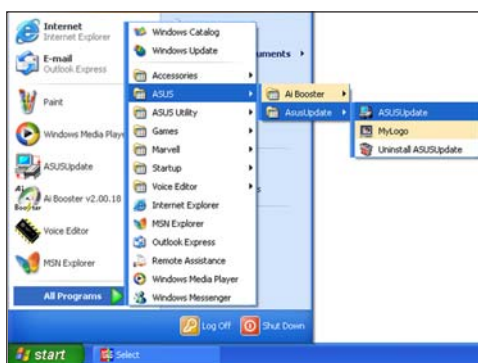 Internet
Internet Explorer
E-mail
Outlook Express
Paint
Windows Media Play
ASUSUpdate
Ai Booster v2.00.18
Voice Editor
MSN Explorer
All Programs
uments
s
Windows Catalog
Windows Update
Accessories
ASUS
ASUS Utility
Games
Marvell
Startup
Voice Editor
Internet Explorer
MSN Explorer
Outlook Express
Remote Assistance
Windows Media Player
Windows Messenger
Ai Booster
AsusUpdate
ASUSUpdate
MyLogo
Uninstall ASUSUpdate
Log Off
Shut Down
start
Select